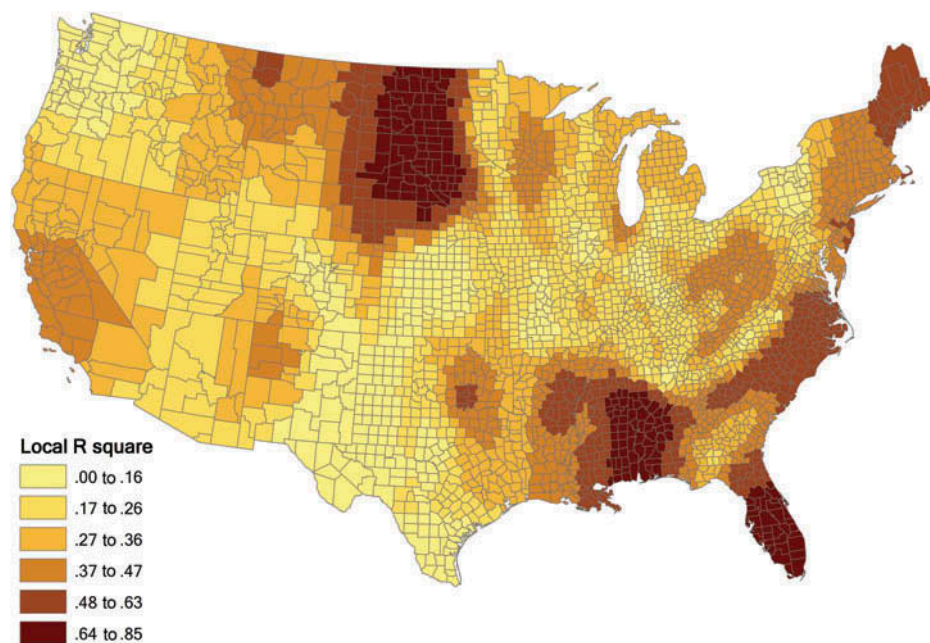 Local R square
.00 to .16
.17 to .26
.27 to .36
.37 to .47
.48 to .63
.64 to .85